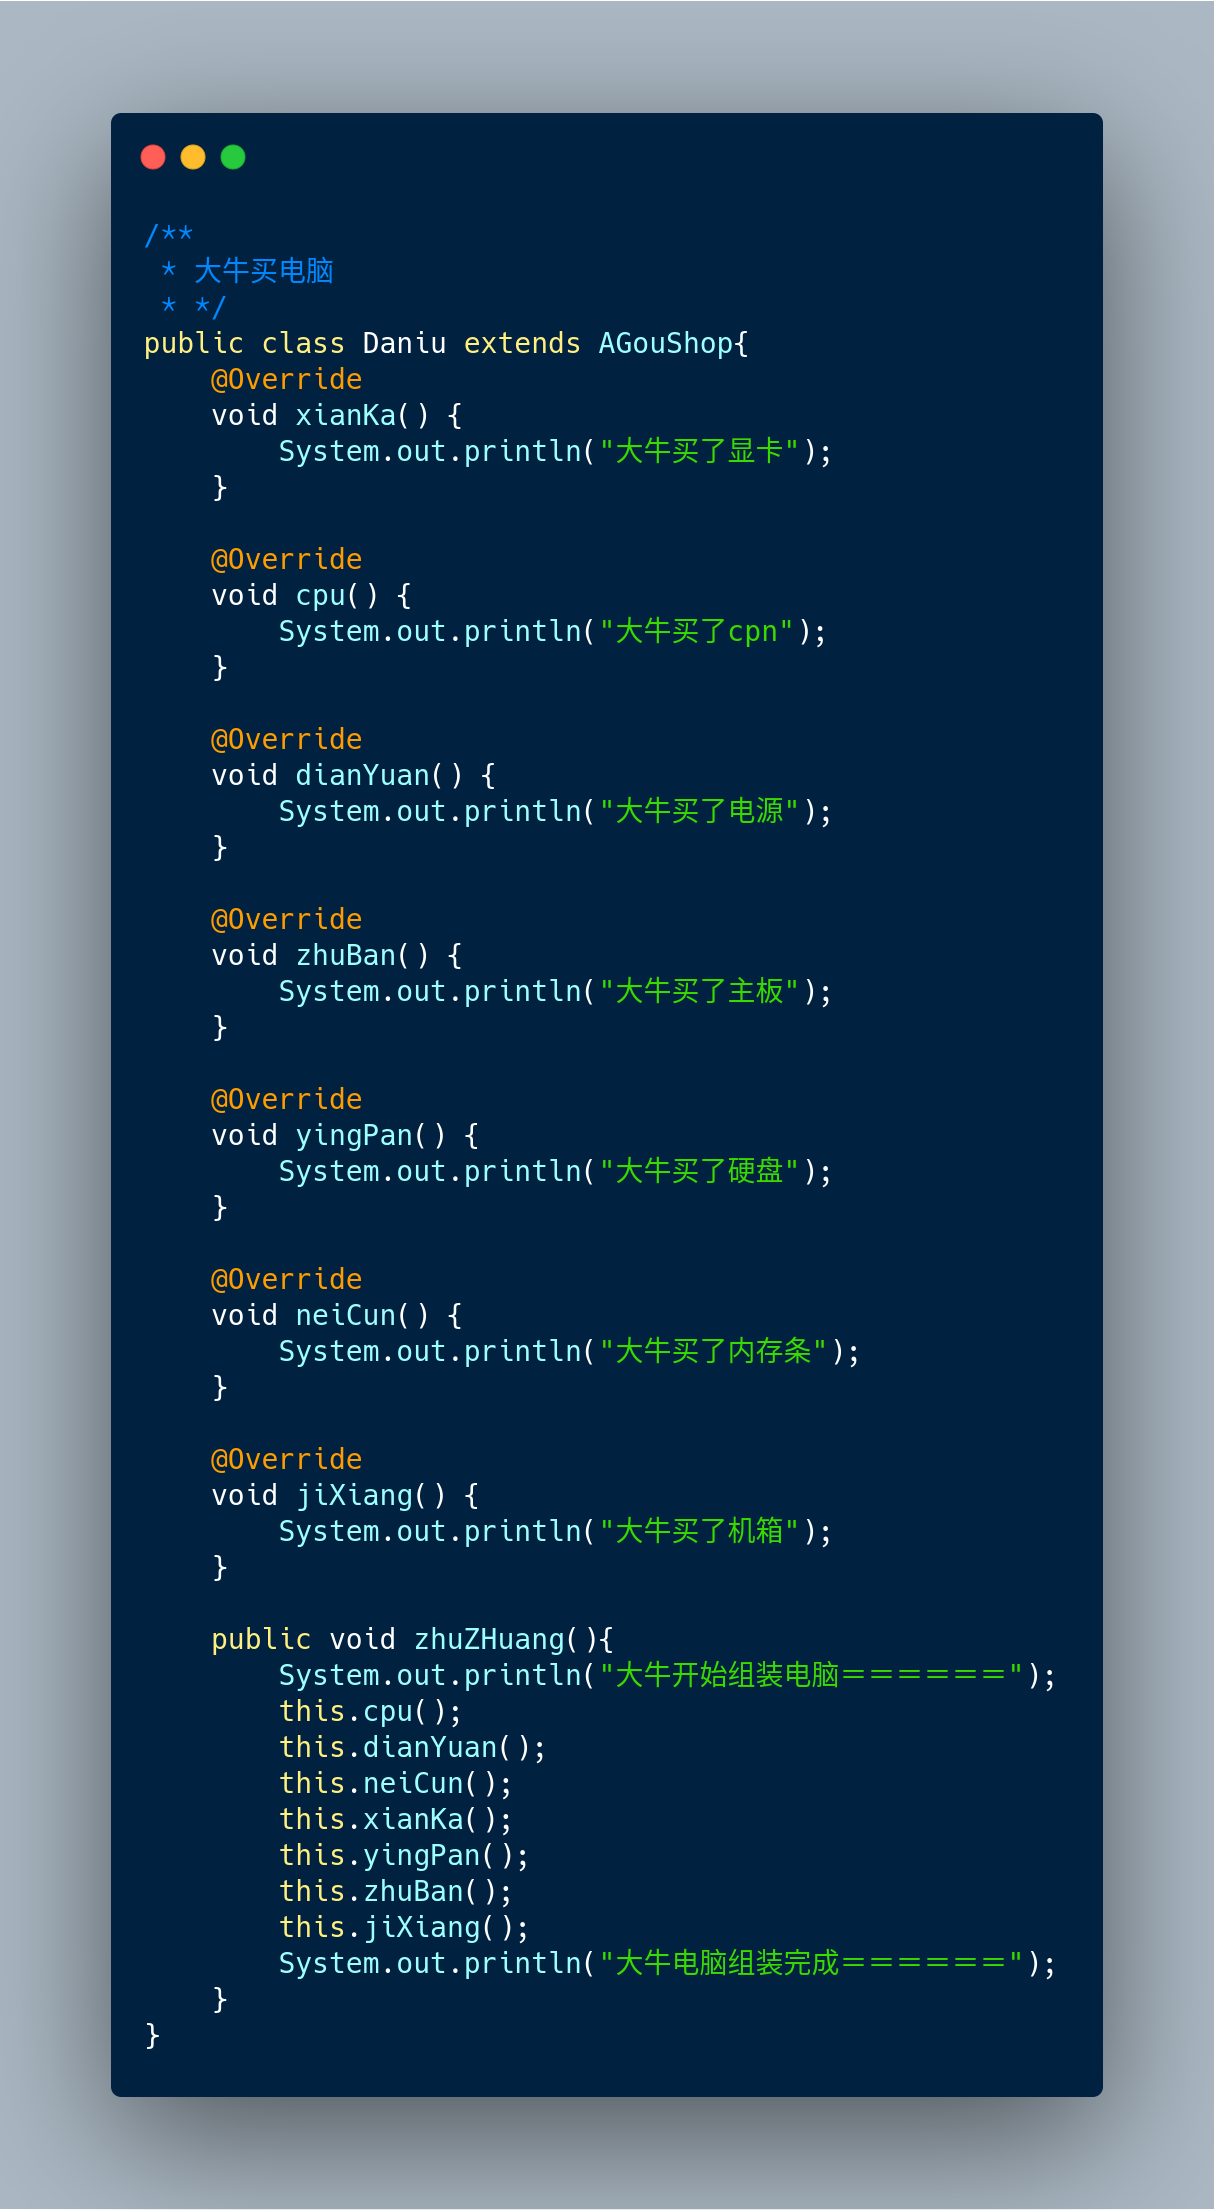 /**
 * 大牛买电脑
 * */
public class Daniu extends AGouShop{
    @Override
    void xianKa() {
        System.out.println("大牛买了显卡");
    }

    @Override
    void cpu() {
        System.out.println("大牛买了cpn");
    }

    @Override
    void dianYuan() {
        System.out.println("大牛买了电源");
    }

    @Override
    void zhuBan() {
        System.out.println("大牛买了主板");
    }

    @Override
    void yingPan() {
        System.out.println("大牛买了硬盘");
    }

    @Override
    void neiCun() {
        System.out.println("大牛买了内存条");
    }

    @Override
    void jiXiang() {
        System.out.println("大牛买了机箱");
    }

    public void zhuZHuang(){
        System.out.println("大牛开始组装电脑＝＝＝＝＝＝");
        this.cpu();
        this.dianYuan();
        this.neiCun();
        this.xianKa();
        this.yingPan();
        this.zhuBan();
        this.jiXiang();
        System.out.println("大牛电脑组装完成＝＝＝＝＝＝");
    }
}